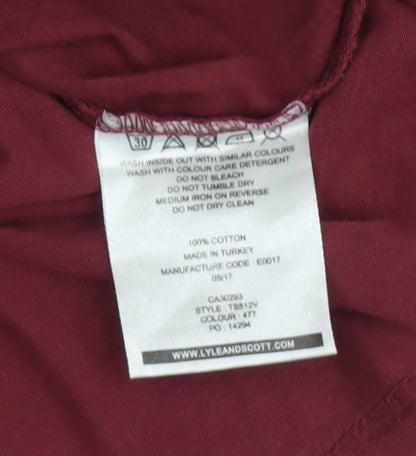 30
WASH INSIDE OUT WITH SIMILAR COLOURS
WASH WITH COLOUR CARE DETERGENT
DO NOT BLEACH
DO NOT TUMBLE DRY
MEDIUM IRON ON REVERSE
DO NOT DRY CLEAN
100% COTTON
MADE IN TURKEY
MANUFACTURE CODE : E0017
05/17
CA30293
STYLE : TS512V
COLOUR : 477
PO : 14294
WWW.LYLEANDSCOTT.COM